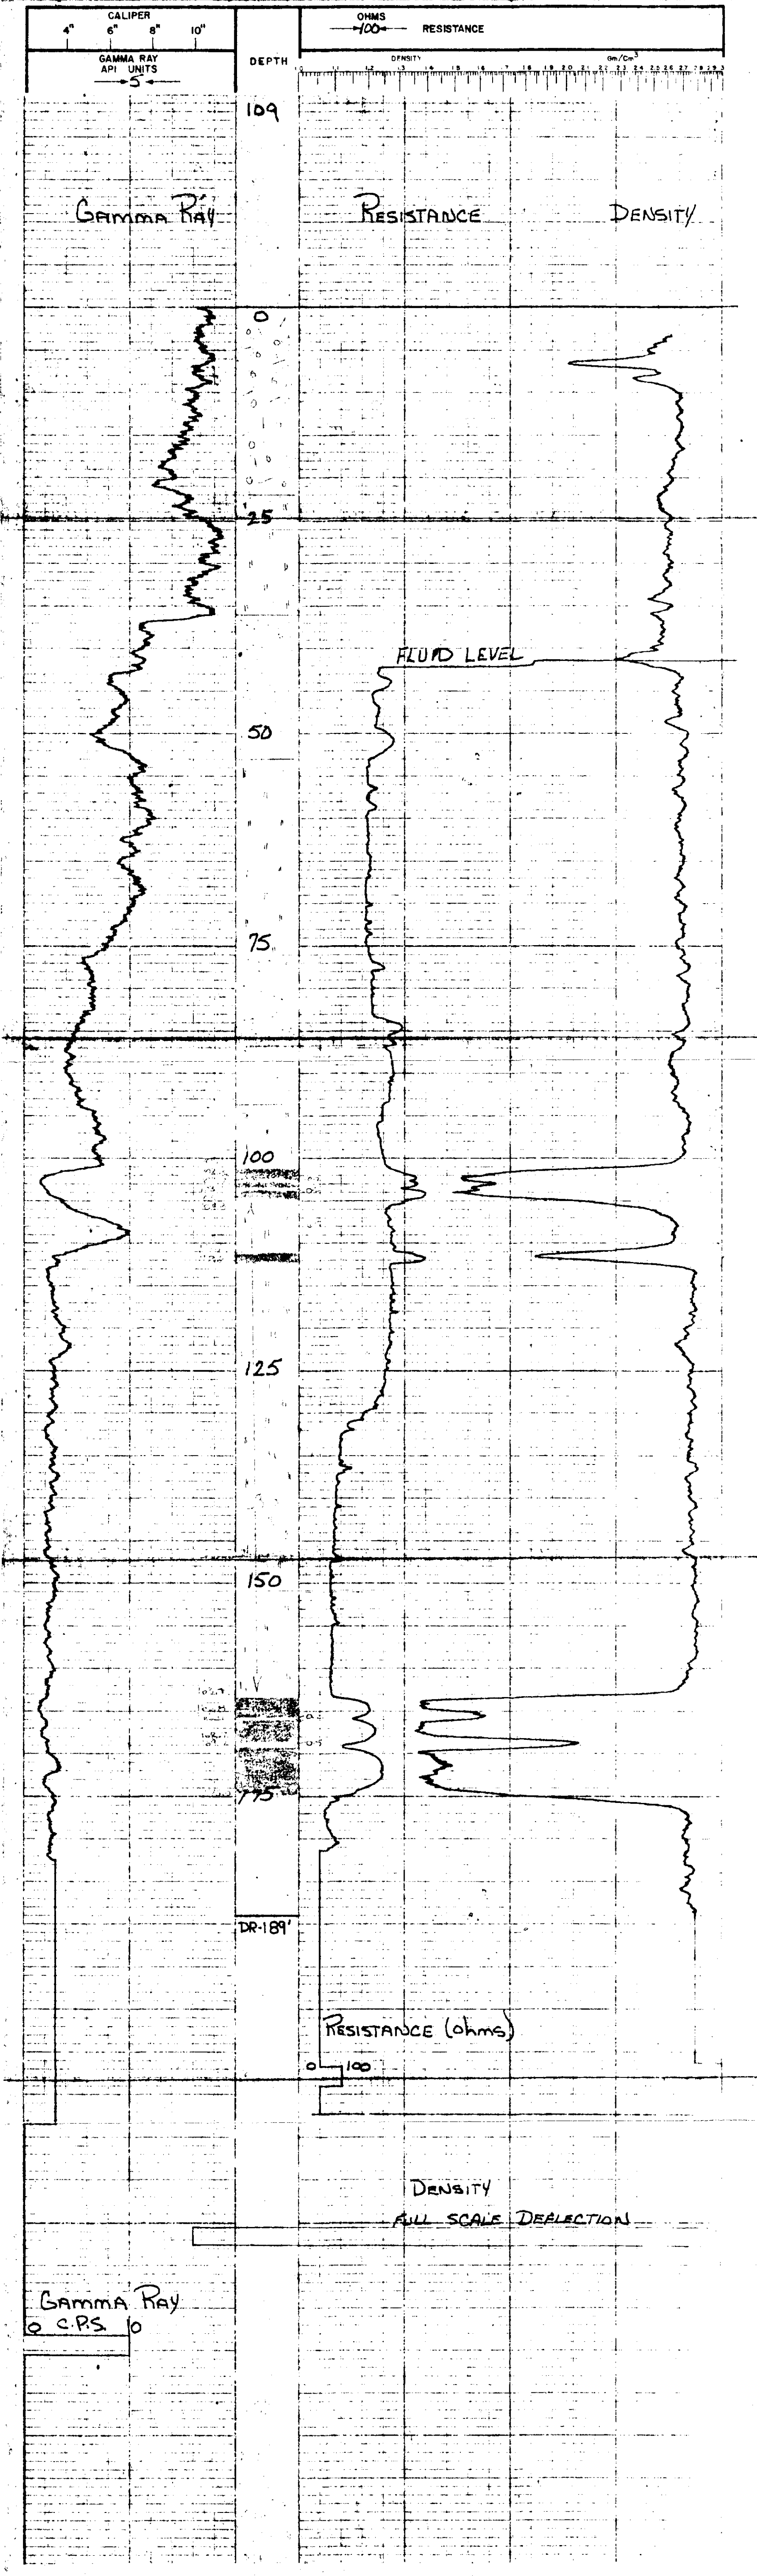 CALIPER
4" 6" 8" 10"
GAMMA RAY
API UNITS
5
DEPTH
OHMS
100 RESISTANCE
DENSITY Gm/Cm³
109
GAMMA RAY
RESISTANCE
DENSITY
0
25
FLUID LEVEL
50
75
100
125
150
175
DR-189'
RESISTANCE (ohms)
0 100
DENSITY
FULL SCALE DEFLECTION
GAMMA RAY
0 C.P.S. 10